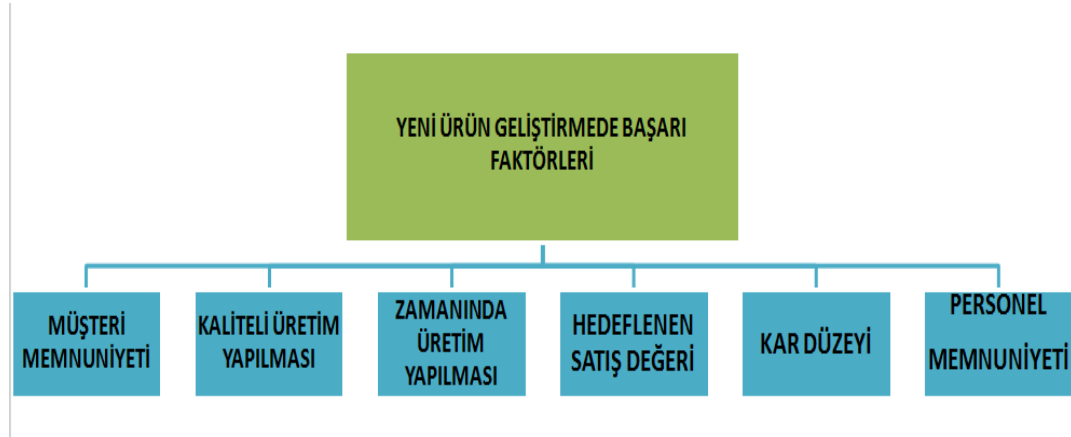 YENİ ÜRÜN GELİŞTİRMEDE BAŞARI
FAKTÖRLERİ
MÜŞTERİ
MEMNUNİYETİ
KALİTELİ ÜRETİM
YAPILMASI
ZAMANINDA
ÜRETİM
YAPILMASI
HEDEFLENEN
SATIŞ DEĞERİ
KAR DÜZEYİ
PERSONEL
MEMNUNİYETİ